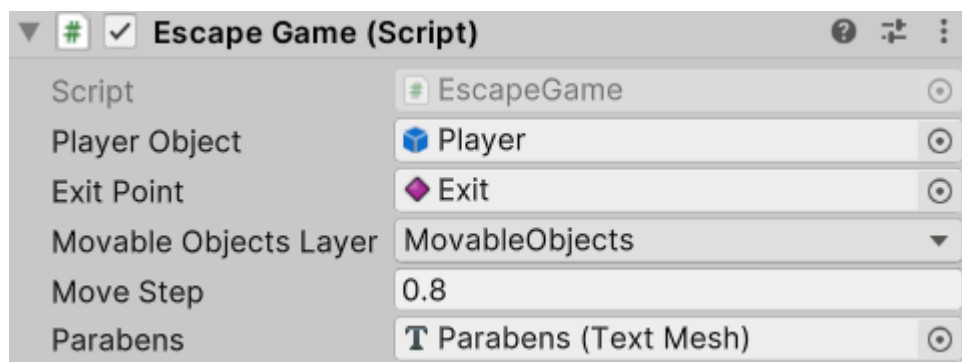 Escape Game (Script)
Script EscapeGame
Player Object Player
Exit Point Exit
Movable Objects Layer MovableObjects
Move Step 0.8
Parabens Parabens (Text Mesh)